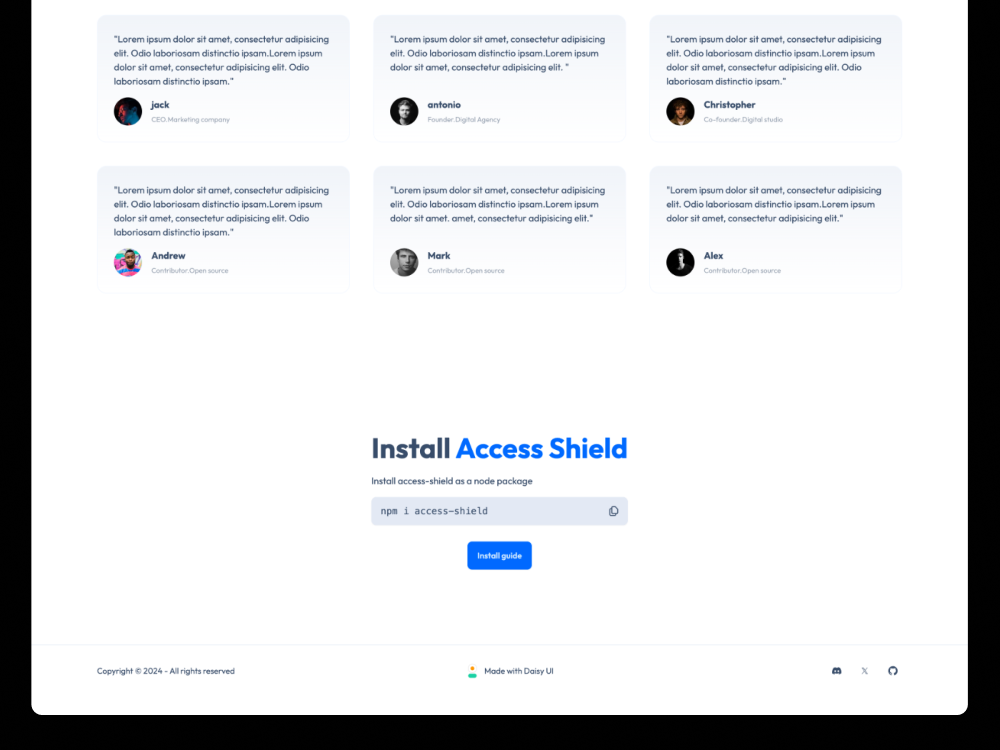 "Lorem ipsum dolor sit amet, consectetur adipisicing
elit. Odio laboriosam distinctio ipsam.Lorem ipsum
dolor sit amet, consectetur adipisicing elit. Odio
laboriosam distinctio ipsam."
jack
CEO.Marketing company
"Lorem ipsum dolor sit amet, consectetur adipisicing
elit. Odio laboriosam distinctio ipsam.Lorem ipsum
dolor sit amet, consectetur adipisicing elit. "
antonio
Founder.Digital Agency
"Lorem ipsum dolor sit amet, consectetur adipisicing
elit. Odio laboriosam distinctio ipsam.Lorem ipsum
dolor sit amet, consectetur adipisicing elit. Odio
laboriosam distinctio ipsam."
Christopher
Co-founder.Digital studio
"Lorem ipsum dolor sit amet, consectetur adipisicing
elit. Odio laboriosam distinctio ipsam.Lorem ipsum
dolor sit amet, consectetur adipisicing elit. Odio
laboriosam distinctio ipsam."
Andrew
Contributor.Open source
"Lorem ipsum dolor sit amet, consectetur adipisicing
elit. Odio laboriosam distinctio ipsam.Lorem ipsum
dolor sit amet. amet, consectetur adipisicing elit."
Mark
Contributor.Open source
"Lorem ipsum dolor sit amet, consectetur adipisicing
elit. Odio laboriosam distinctio ipsam.Lorem ipsum
dolor sit amet, consectetur adipisicing elit."
Alex
Contributor.Open source
Install Access Shield
Install access-shield as a node package
npm i access-shield
Install guide
Copyright © 2024 - All rights reserved
Made with Daisy UI